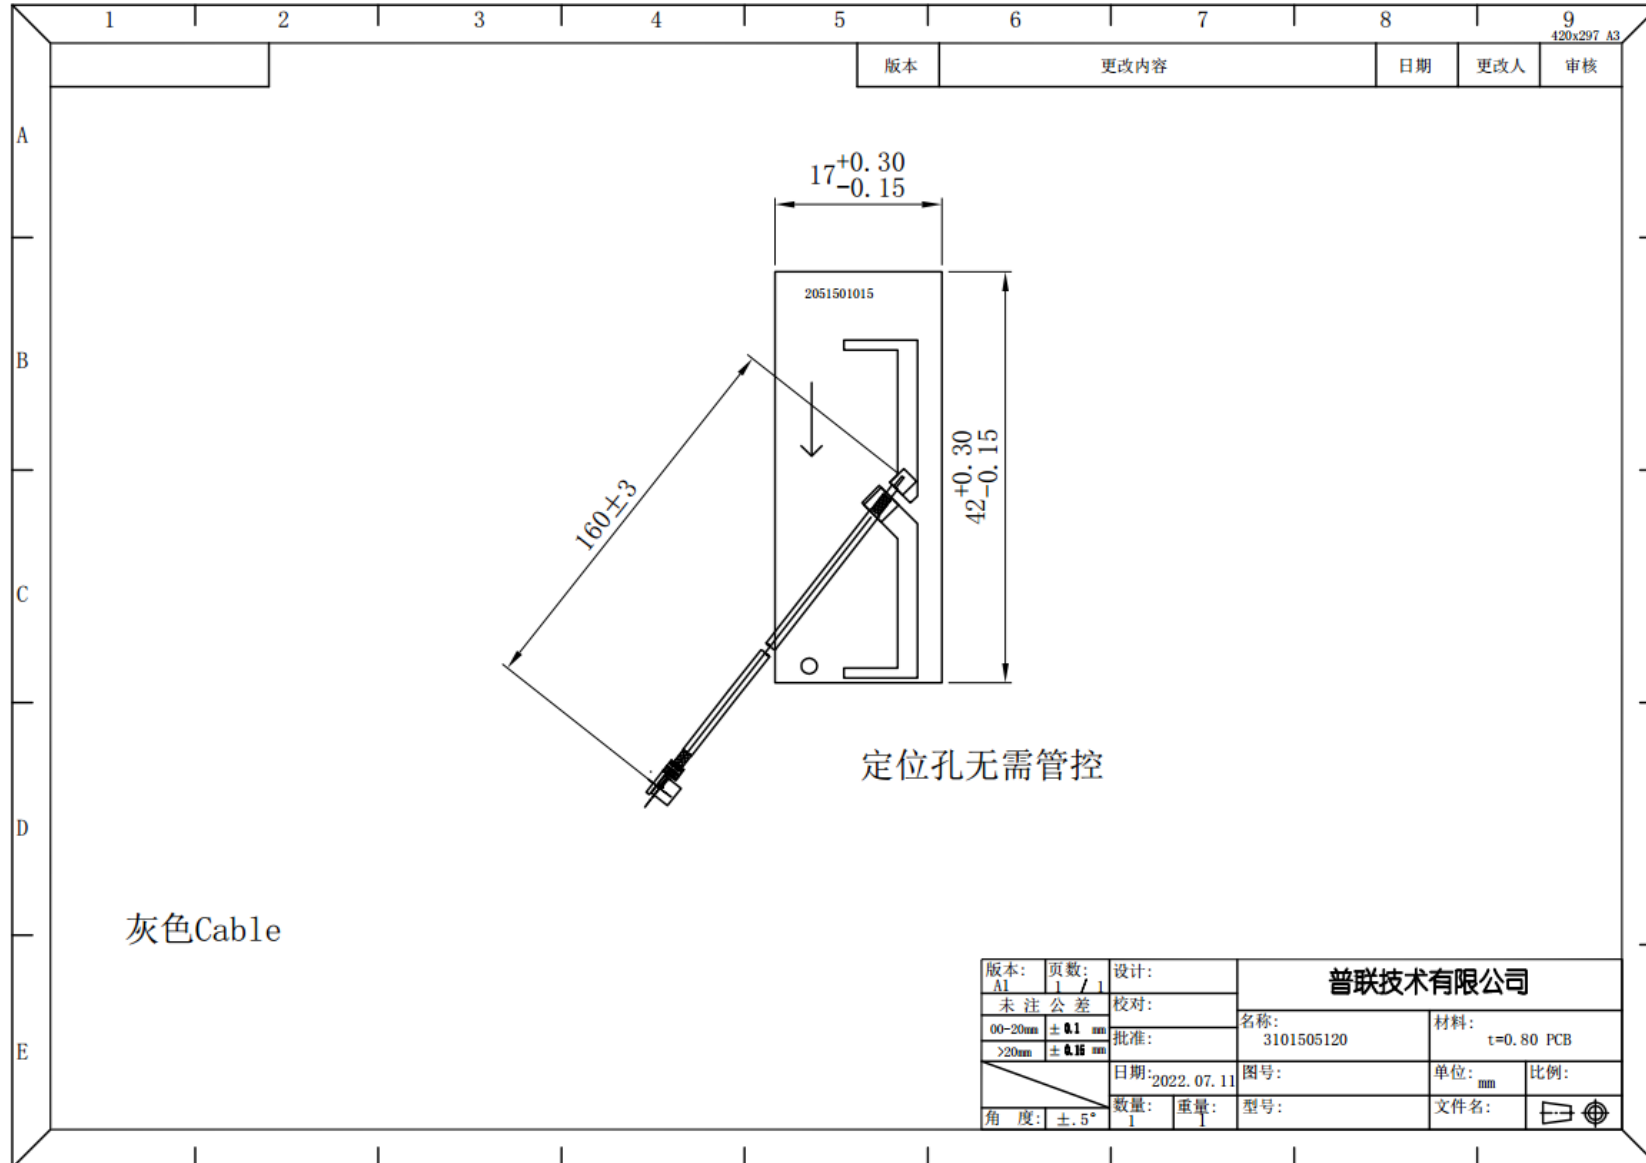 1 2 3 4 5 6 7 8 9
420x297 A3
版本 更改内容 日期 更改人 审核
A
B
C
D
E
17+0.30
-0.15
2051501015
42+0.30
-0.15
160±3
定位孔无需管控
灰色Cable
版本: 页数: 设计:
A1 1 / 1
普联技术有限公司
未 注 公 差 校对:
00-20mm ± 0.1 mm 批准:
>20mm ± 0.15 mm
名称: 材料:
3101505120 t=0.80 PCB
日期:2022.07.11 图号: 单位: mm 比例:
角 度: ±.5° 数量: 重量: 型号: 文件名:
1 1